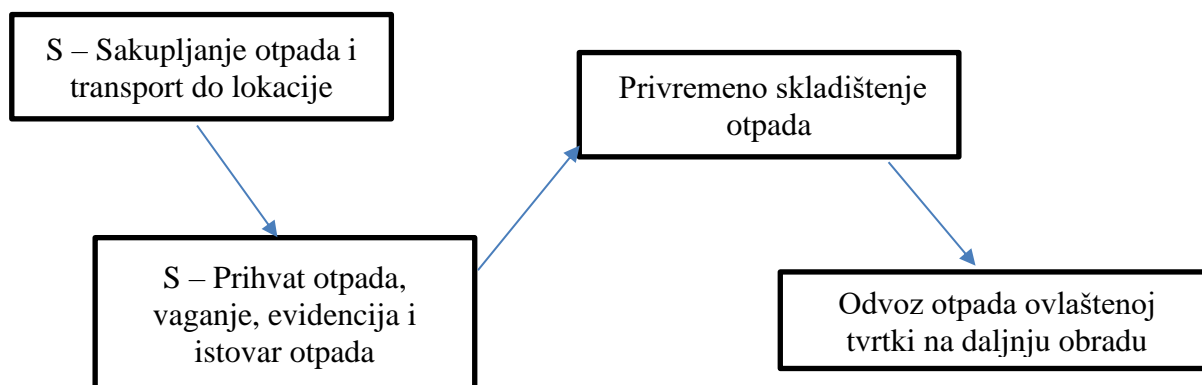 S – Sakupljanje otpada i
transport do lokacije
S – Prihvat otpada,
vaganje, evidencija i
istovar otpada
Privremeno skladištenje
otpada
Odvoz otpada ovlaštenoj
tvrtki na daljnju obradu